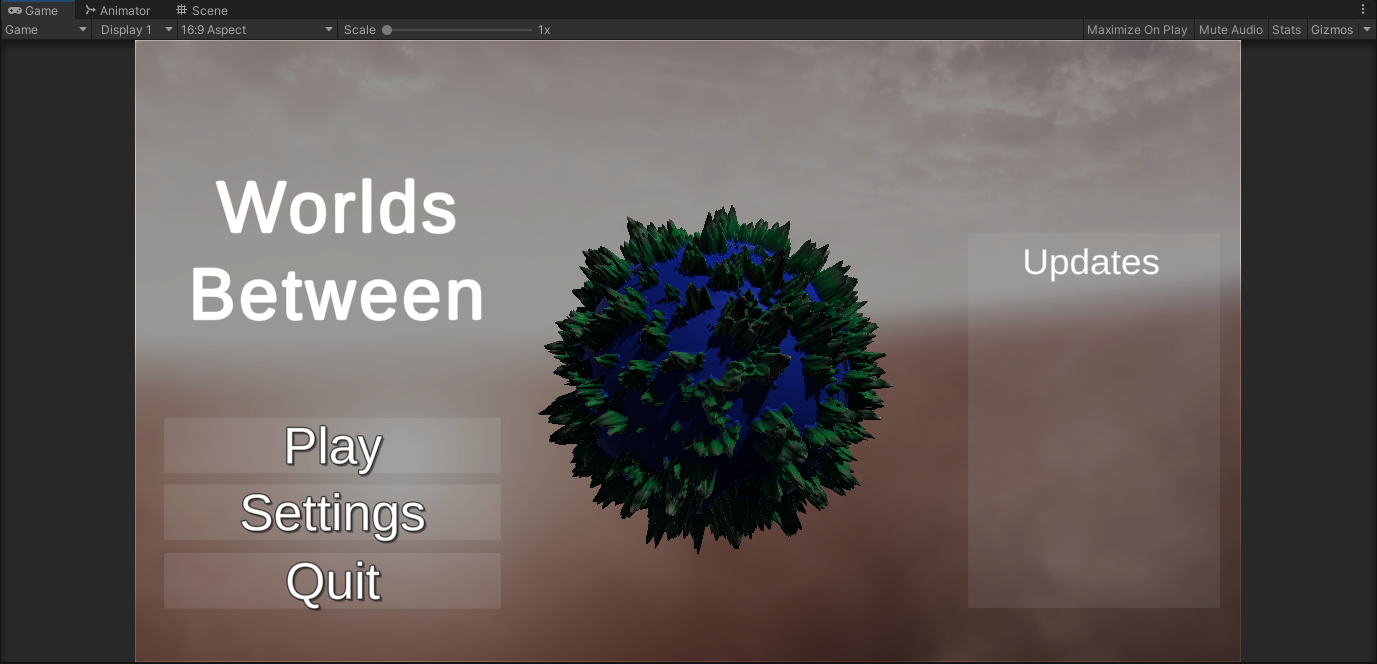 Game Animator Scene
Game Display 1 16:9 Aspect Scale 1x Maximize On Play Mute Audio Stats Gizmos
Worlds
Between
Updates
Play
Settings
Quit